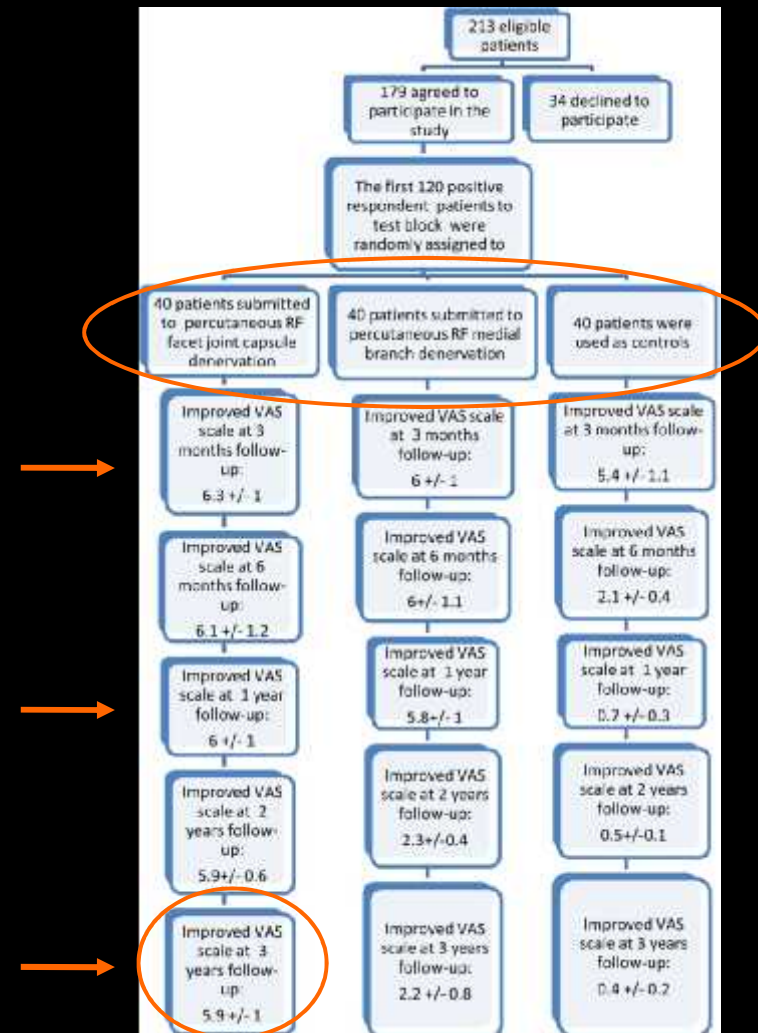 213 eligible
patients
179 agreed to
participate in the
study
34 declined to
participate
The first 120 positive
respondent patients to
test block were
randomly assigned to
40 patients submitted
to percutaneous RF
facet joint capsule
denervation
40 patients submitted to
percutaneous RF medial
branch denervation
40 patients were
used as controls
Improved VAS
scale at 3
months follow-
up:
6.3 +/- 1
Improved VAS scale
at 3 months
follow-up:
6 +/- 1
Improved VAS scale
at 3 months follow-
up:
5.4 +/- 1.1
Improved VAS
scale at 6
months follow-
up:
6.1 +/- 1.2
Improved VAS
scale at 6 months
follow-up:
6+/- 1.1
Improved VAS
scale at 6 months
follow-up:
2.1 +/- 0.4
Improved VAS
scale at 1 year
follow-up:
6 +/- 1
Improved VAS
scale at 1 year
follow-up:
5.8+/- 1
Improved VAS
scale at 1 year
follow-up:
0.7 +/- 0.3
Improved VAS
scale at 2
years follow-
up:
5.9+/- 0.6
Improved VAS
scale at 2 years
follow-up:
2.3+/-0.4
Improved VAS
scale at 2 years
follow-up:
0.5+/-0.1
Improved VAS
scale at 3
years follow-
up:
5.9 +/- 1
Improved VAS
scale at 3 years
follow-up:
2.2 +/-0.8
Improved VAS
scale at 3 years
follow-up:
0.4 +/- 0.2